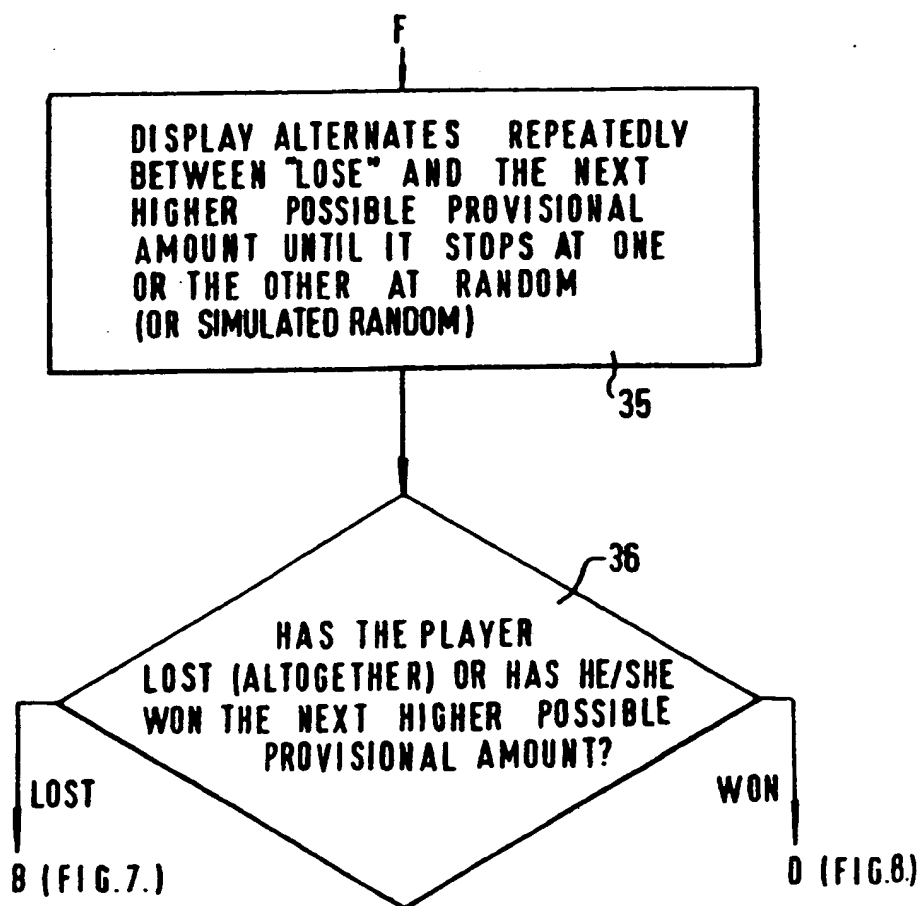 F
DISPLAY ALTERNATES REPEATEDLY
BETWEEN "LOSE" AND THE NEXT
HIGHER POSSIBLE PROVISIONAL
AMOUNT UNTIL IT STOPS AT ONE
OR THE OTHER AT RANDOM
(OR SIMULATED RANDOM)
35
36
HAS THE PLAYER
LOST (ALTOGETHER) OR HAS HE/SHE
WON THE NEXT HIGHER POSSIBLE
PROVISIONAL AMOUNT?
LOST
WON
B (FIG.7.)
D (FIG.8.)